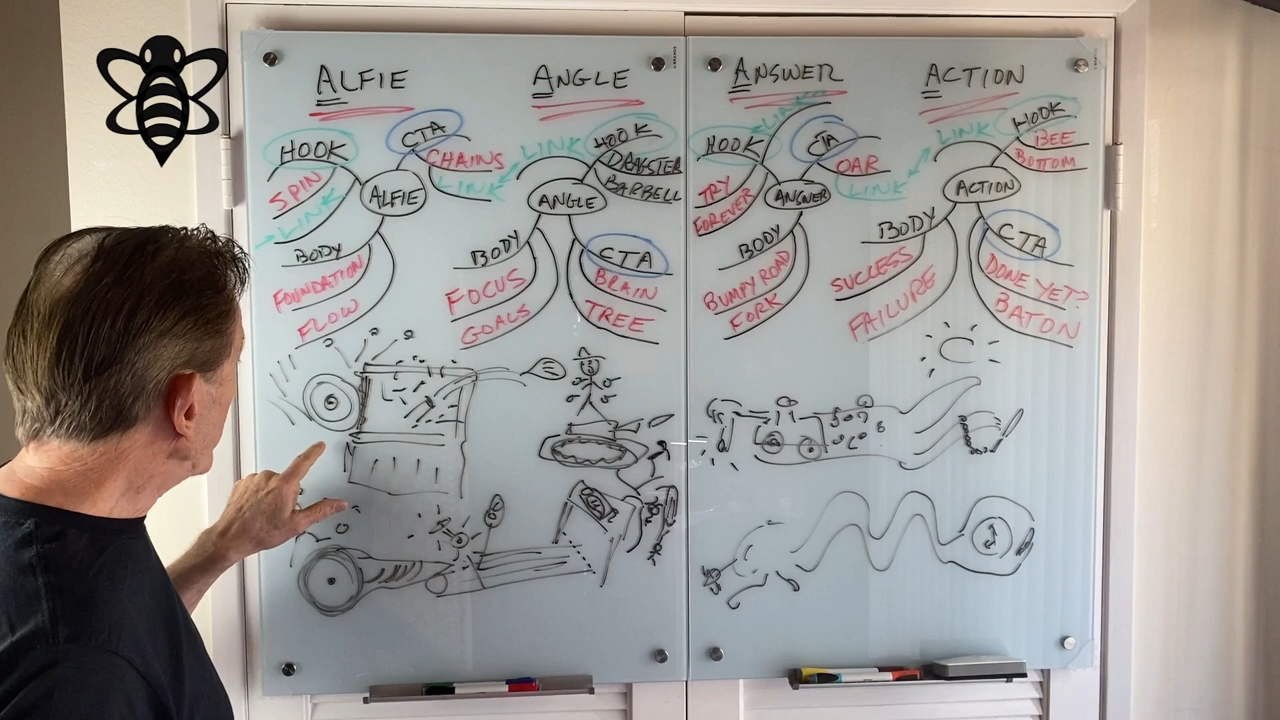 ALFIE
HOOK
CTA
SPIN
CHAINS
LINK
LINK
ALFIE
BODY
FOUNDATION
FLOW
ANGLE
LINK
HOOK
DRAGSTER
BARBELL
ANGLE
BODY
FOCUS
GOALS
CTA
BRAIN
TREE
ANSWER
LINK
HOOK
CTA
TRY
FOREVER
OAR
LINK
ANSWER
BODY
BUMPY ROAD
FORK
ACTION
LINK
HOOK
BEE
BOTTOM
ACTION
BODY
SUCCESS
FAILURE
CTA
DONE YET?
BATON